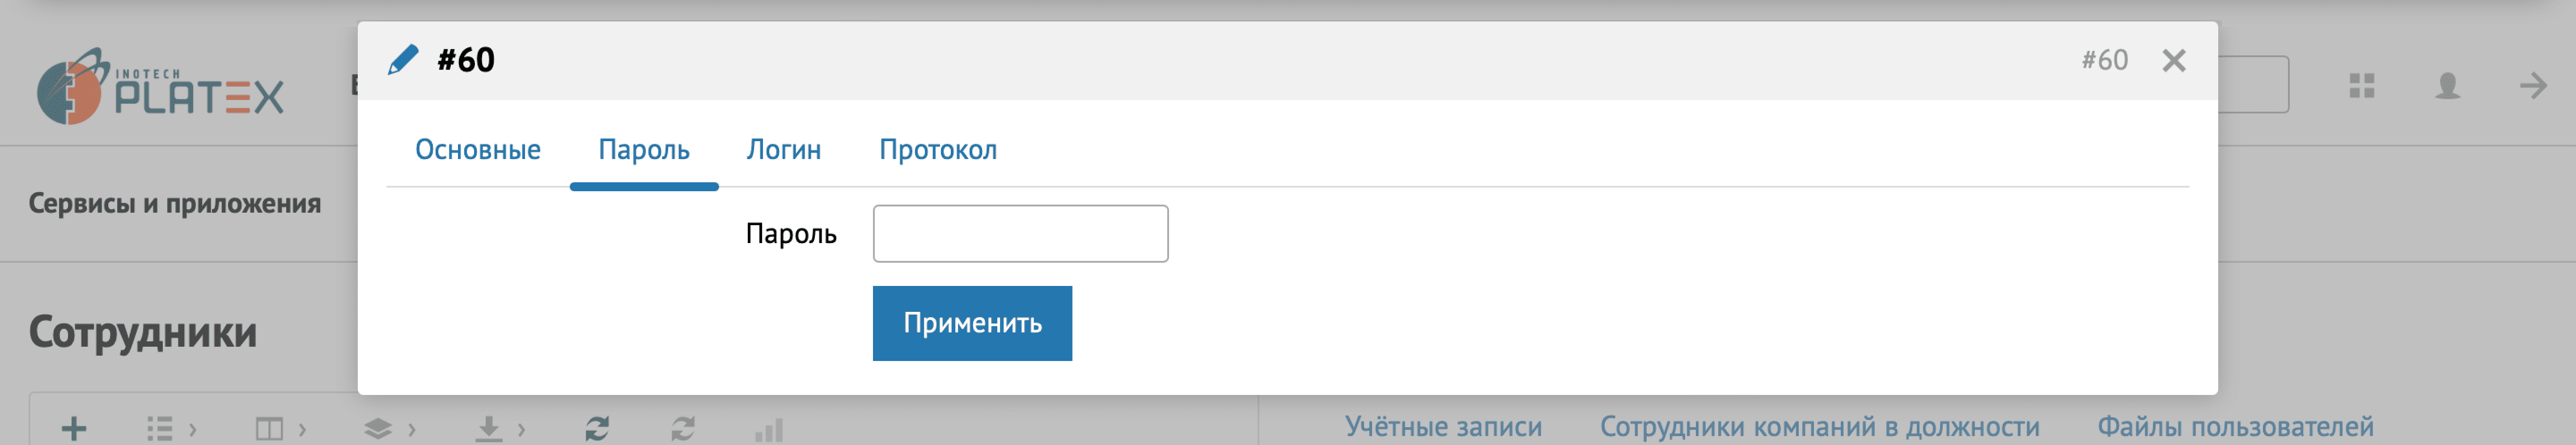 #60
#60
INOTECH
PLATEX
Основные Пароль Логин Протокол
Сервисы и приложения
Пароль
Применить
Сотрудники
Учётные записи Сотрудники компаний в должности Файлы пользователей